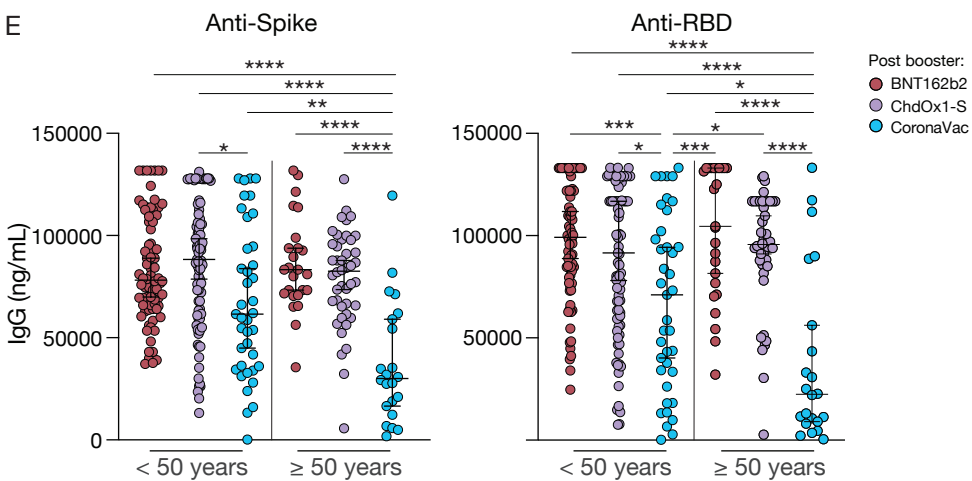 E
Anti-Spike
Anti-RBD
Post booster:
BNT162b2
ChdOx1-S
CoronaVac
****
****
**
****
*
****
****
****
*
****
***
*
*
***
****
IgG (ng/mL)
150000
100000
50000
0
150000
100000
50000
< 50 years
≥ 50 years
< 50 years
≥ 50 years